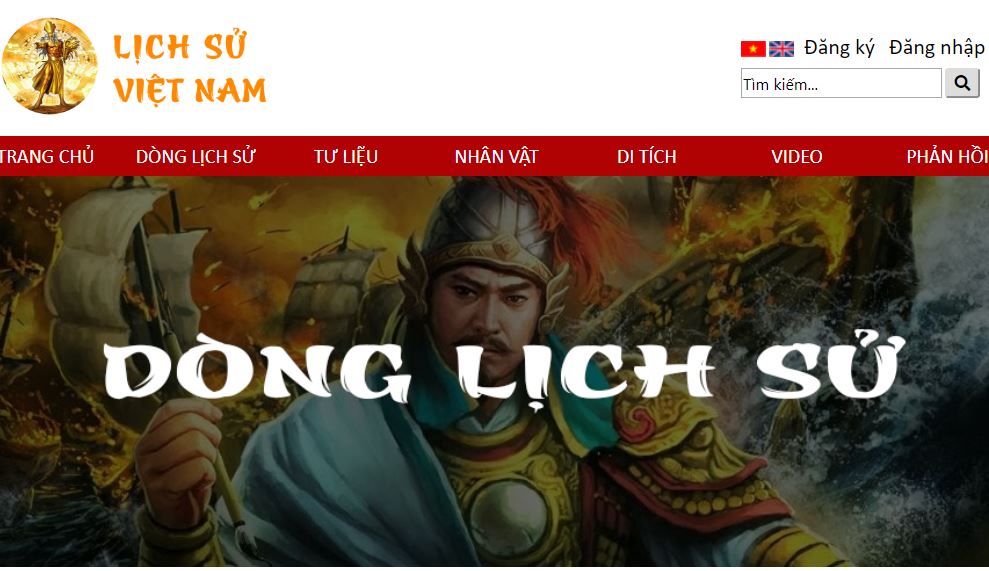 LỊCH SỬ
VIỆT NAM
Đăng ký Đăng nhập
Tìm kiếm...
TRANG CHỦ DÒNG LỊCH SỬ TƯ LIỆU NHÂN VẬT DI TÍCH VIDEO PHẢN HỒI
DÒNG LỊCH SỬ